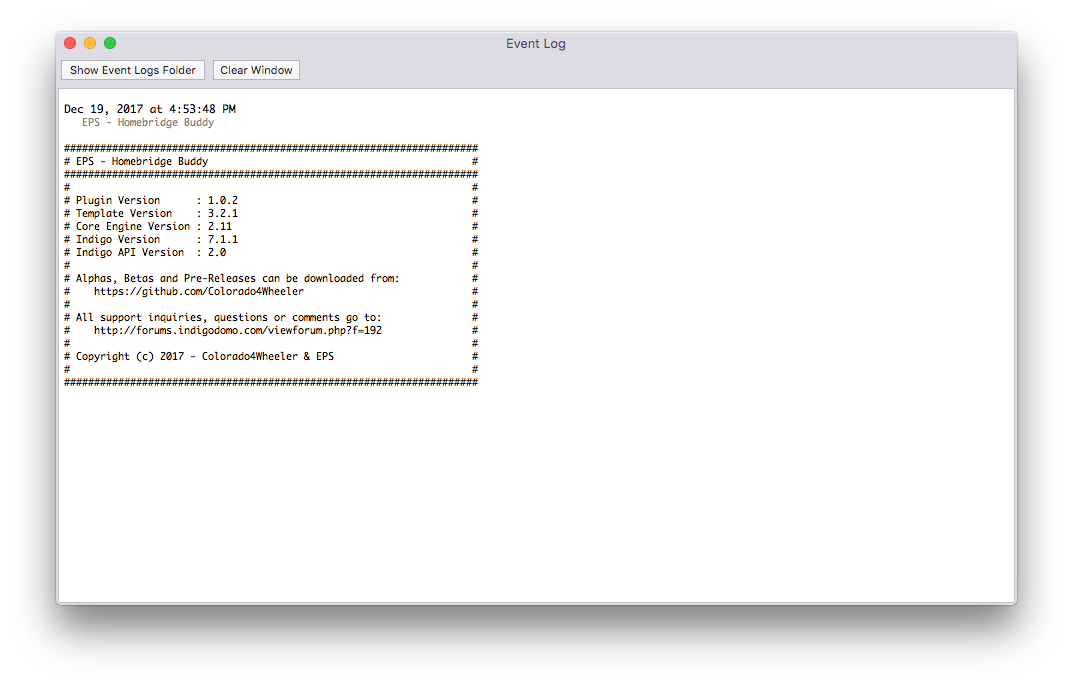 Event Log
Show Event Logs Folder Clear Window
Dec 19, 2017 at 4:53:48 PM
EPS - Homebridge Buddy
#####################################################################
# EPS - Homebridge Buddy                                            #
#####################################################################
#                                                                   #
# Plugin Version      : 1.0.2                                       #
# Template Version    : 3.2.1                                       #
# Core Engine Version : 2.11                                        #
# Indigo Version      : 7.1.1                                       #
# Indigo API Version  : 2.0                                         #
#                                                                   #
# Alphas, Betas and Pre-Releases can be downloaded from:            #
#    https://github.com/Colorado4Wheeler                            #
#                                                                   #
# All support inquiries, questions or comments go to:               #
#    http://forums.indigodomo.com/viewforum.php?f=192               #
#                                                                   #
# Copyright (c) 2017 - Colorado4Wheeler & EPS                       #
#                                                                   #
#####################################################################